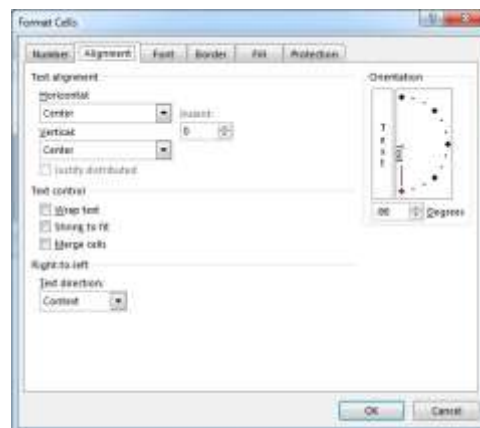 Format Cells
Number Alignment Font Border Fill Protection
Text alignment
Horizontal:
Center
Indent:
0
Vertical:
Center
Justify distributed
Text control
Wrap text
Shrink to fit
Merge cells
Right-to-left
Text direction:
Context
Orientation
Text
Text
Degrees
OK Cancel